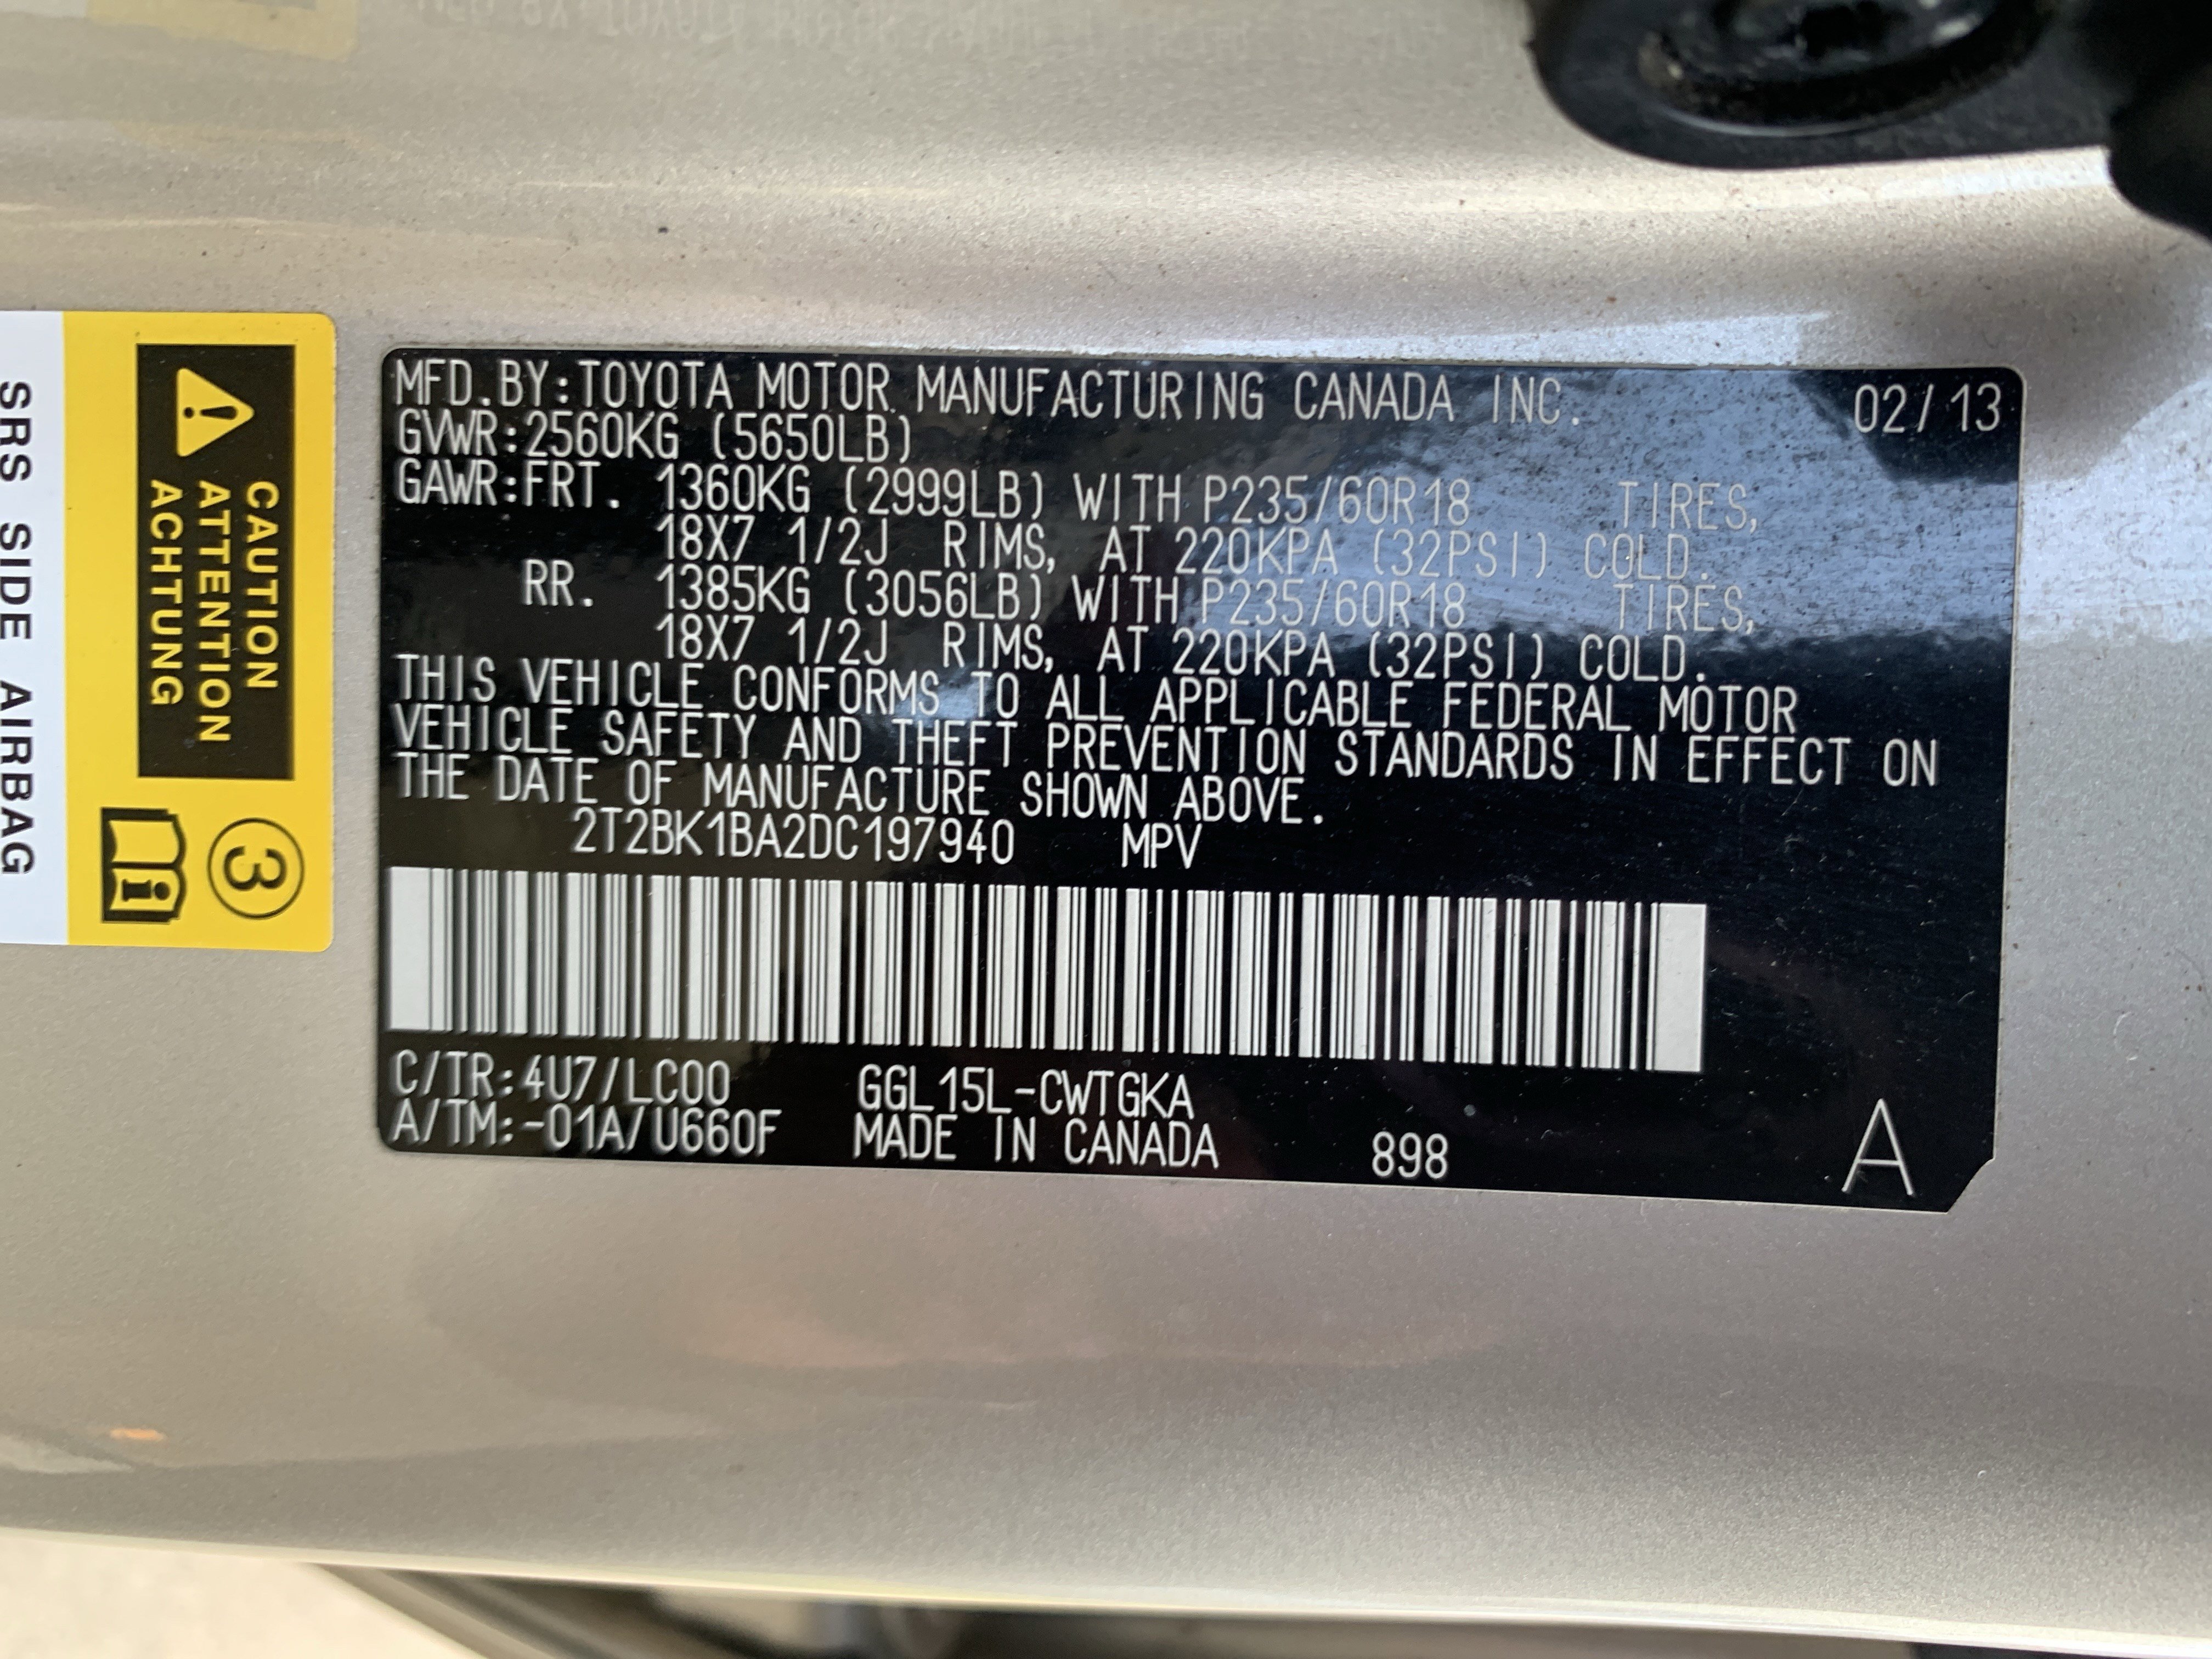 MFD.BY:TOYOTA MOTOR MANUFACTURING CANADA INC. 02/13
GVWR:2560KG (5650LB)
GAWR:FRT. 1360KG (2999LB) WITH P235/60R18 TIRES,
18X7 1/2J RIMS, AT 220KPA (32PSI) COLD.
RR. 1385KG (3056LB) WITH P235/60R18 TIRES,
18X7 1/2J RIMS, AT 220KPA (32PSI) COLD.
THIS VEHICLE CONFORMS TO ALL APPLICABLE FEDERAL MOTOR
VEHICLE SAFETY AND THEFT PREVENTION STANDARDS IN EFFECT ON
THE DATE OF MANUFACTURE SHOWN ABOVE.
2T2BK1BA2DC197940 MPV
C/TR:4U7/LC00 GGL15L-CWTGKA
A/TM:-01A/U660F MADE IN CANADA 898 A
CAUTION
ATTENTION
ACHTUNG
3
SRS SIDE AIRBAG